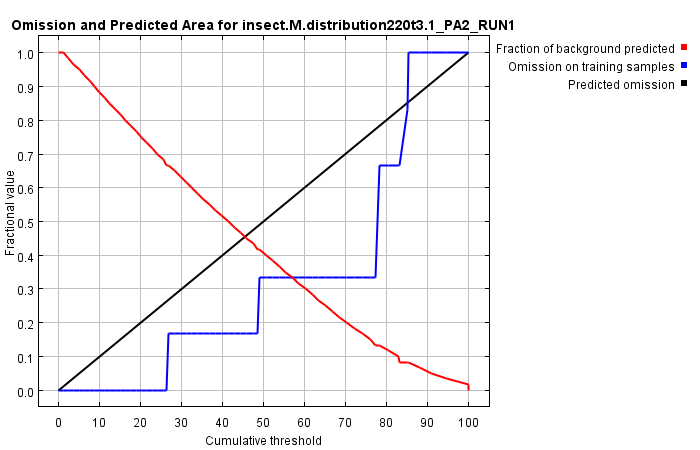 Omission and Predicted Area for insect.M.distribution220t3.1_PA2_RUN1
Fraction of background predicted
Omission on training samples
Predicted omission
Fractional value
1.0
0.9
0.8
0.7
0.6
0.5
0.4
0.3
0.2
0.1
0.0
0 10 20 30 40 50 60 70 80 90 100
Cumulative threshold